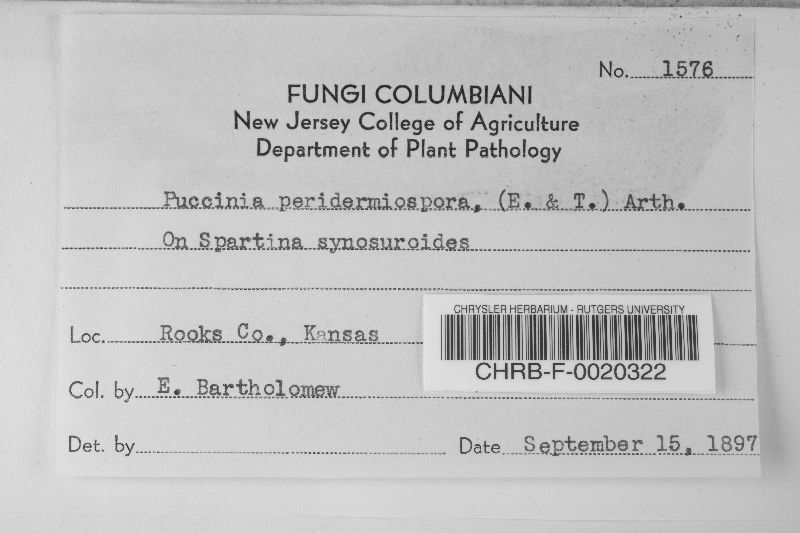 No. 1576
FUNGI COLUMBIANI
New Jersey College of Agriculture
Department of Plant Pathology
Puccinia peridermiospora, (E. & T.) Arth.
On Spartina synosuroides
Loc. Rooks Co., Kansas
CHRYSLER HERBARIUM - RUTGERS UNIVERSITY
CHRB-F-0020322
Col. by E. Bartholomew
Det. by
Date September 15, 1897